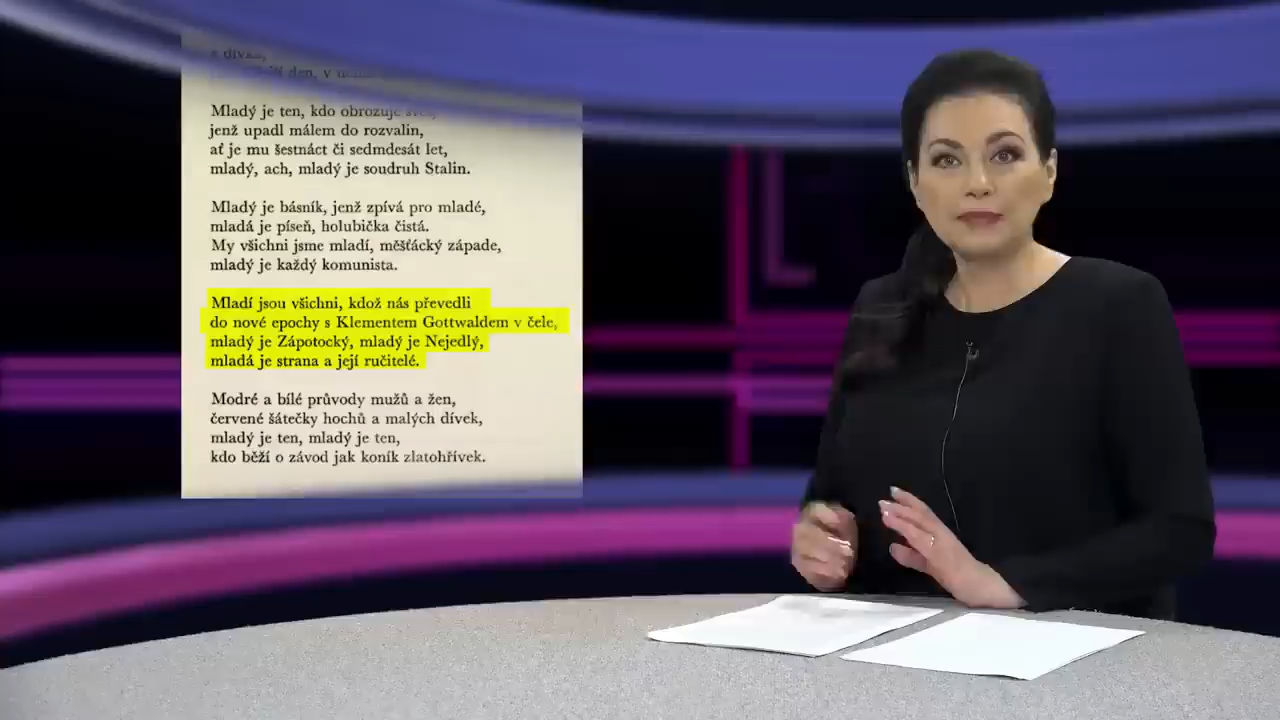 Mladý je ten, kdo obrozuje
jenž upadl málem do rozvalin,
ať je mu šestnáct či sedmdesát let,
mladý, ach, mladý je soudruh Stalin.
Mladý je básník, jenž zpívá pro mladé,
mladá je píseň, holubička čistá.
My všichni jsme mladí, měšťácký západe,
mladý je každý komunista.
Mladí jsou všichni, kdož nás převedli
do nové epochy s Klementem Gottwaldem v čele,
mladý je Zápotocký, mladý je Nejedlý,
mladá je strana a její ručitelé.
Modré a bílé průvody mužů a žen,
červené šátečky hochů a malých dívek,
mladý je ten, mladý je ten,
kdo běží o závod jak koník zlatohřívek.